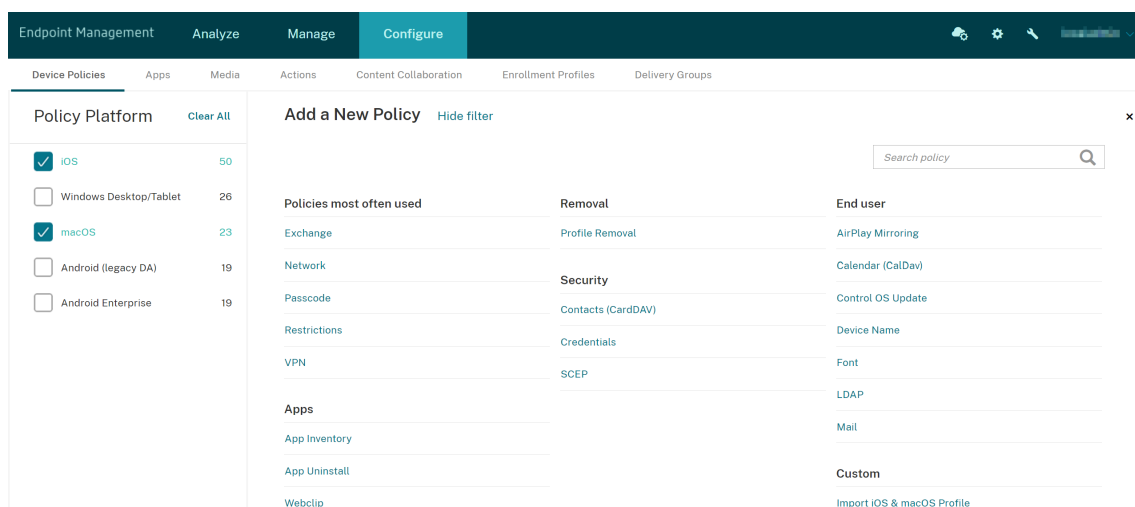 Endpoint Management Analyze Manage Configure
Device Policies Apps Media Actions Content Collaboration Enrollment Profiles Delivery Groups
Policy Platform Clear All
iOS 50
Windows Desktop/Tablet 26
macOS 23
Android (legacy DA) 19
Android Enterprise 19
Add a New Policy Hide filter
Search policy
Policies most often used
Exchange
Network
Passcode
Restrictions
VPN
Apps
App Inventory
App Uninstall
Webclip
Removal
Profile Removal
Security
Contacts (CardDAV)
Credentials
SCEP
End user
AirPlay Mirroring
Calendar (CalDav)
Control OS Update
Device Name
Font
LDAP
Mail
Custom
Import iOS & macOS Profile